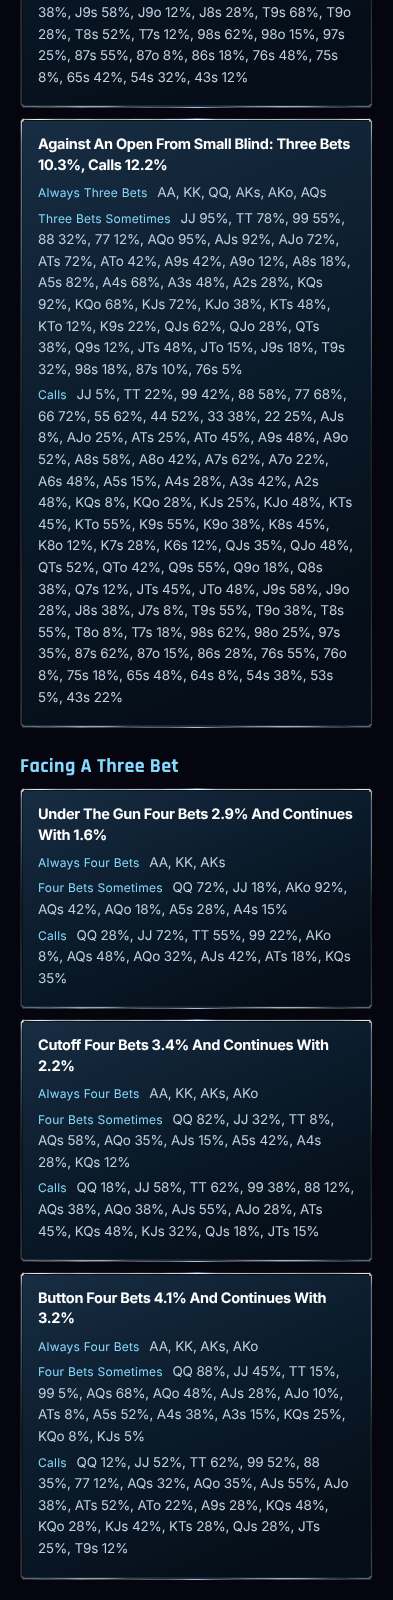 38%, J9s 58%, J9o 12%, J8s 28%, T9s 68%, T9o
28%, T8s 52%, T7s 12%, 98s 62%, 98o 15%, 97s
25%, 87s 55%, 87o 8%, 86s 18%, 76s 48%, 75s
8%, 65s 42%, 54s 32%, 43s 12%
Against An Open From Small Blind: Three Bets
10.3%, Calls 12.2%
Always Three Bets AA, KK, QQ, AKs, AKo, AQs
Three Bets Sometimes JJ 95%, TT 78%, 99 55%,
88 32%, 77 12%, AQo 95%, AJs 92%, AJo 72%,
ATs 72%, ATo 42%, A9s 42%, A9o 12%, A8s 18%,
A5s 82%, A4s 68%, A3s 48%, A2s 28%, KQs
92%, KQo 68%, KJs 72%, KJo 38%, KTs 48%,
KTo 12%, K9s 22%, QJs 62%, QJo 28%, QTs
38%, Q9s 12%, JTs 48%, JTo 15%, J9s 18%, T9s
32%, 98s 18%, 87s 10%, 76s 5%
Calls JJ 5%, TT 22%, 99 42%, 88 58%, 77 68%,
66 72%, 55 62%, 44 52%, 33 38%, 22 25%, AJs
8%, AJo 25%, ATs 25%, ATo 45%, A9s 48%, A9o
52%, A8s 58%, A8o 42%, A7s 62%, A7o 22%,
A6s 48%, A5s 15%, A4s 28%, A3s 42%, A2s
48%, KQs 8%, KQo 28%, KJs 25%, KJo 48%, KTs
45%, KTo 55%, K9s 55%, K9o 38%, K8s 45%,
K8o 12%, K7s 28%, K6s 12%, QJs 35%, QJo 48%,
QTs 52%, QTo 42%, Q9s 55%, Q9o 18%, Q8s
38%, Q7s 12%, JTs 45%, JTo 48%, J9s 58%, J9o
28%, J8s 38%, J7s 8%, T9s 55%, T9o 38%, T8s
55%, T8o 8%, T7s 18%, 98s 62%, 98o 25%, 97s
35%, 87s 62%, 87o 15%, 86s 28%, 76s 55%, 76o
8%, 75s 18%, 65s 48%, 64s 8%, 54s 38%, 53s
5%, 43s 22%
Facing A Three Bet
Under The Gun Four Bets 2.9% And Continues
With 1.6%
Always Four Bets AA, KK, AKs
Four Bets Sometimes QQ 72%, JJ 18%, AKo 92%,
AQs 42%, AQo 18%, A5s 28%, A4s 15%
Calls QQ 28%, JJ 72%, TT 55%, 99 22%, AKo
8%, AQs 48%, AQo 32%, AJs 42%, ATs 18%, KQs
35%
Cutoff Four Bets 3.4% And Continues With
2.2%
Always Four Bets AA, KK, AKs, AKo
Four Bets Sometimes QQ 82%, JJ 32%, TT 8%,
AQs 58%, AQo 35%, AJs 15%, A5s 42%, A4s
28%, KQs 12%
Calls QQ 18%, JJ 58%, TT 62%, 99 38%, 88 12%,
AQs 38%, AQo 38%, AJs 55%, AJo 28%, ATs
45%, KQs 48%, KJs 32%, QJs 18%, JTs 15%
Button Four Bets 4.1% And Continues With
3.2%
Always Four Bets AA, KK, AKs, AKo
Four Bets Sometimes QQ 88%, JJ 45%, TT 15%,
99 5%, AQs 68%, AQo 48%, AJs 28%, AJo 10%,
ATs 8%, A5s 52%, A4s 38%, A3s 15%, KQs 25%,
KQo 8%, KJs 5%
Calls QQ 12%, JJ 52%, TT 62%, 99 52%, 88
35%, 77 12%, AQs 32%, AQo 35%, AJs 55%, AJo
38%, ATs 52%, ATo 22%, A9s 28%, KQs 48%,
KQo 28%, KJs 42%, KTs 28%, QJs 28%, JTs
25%, T9s 12%